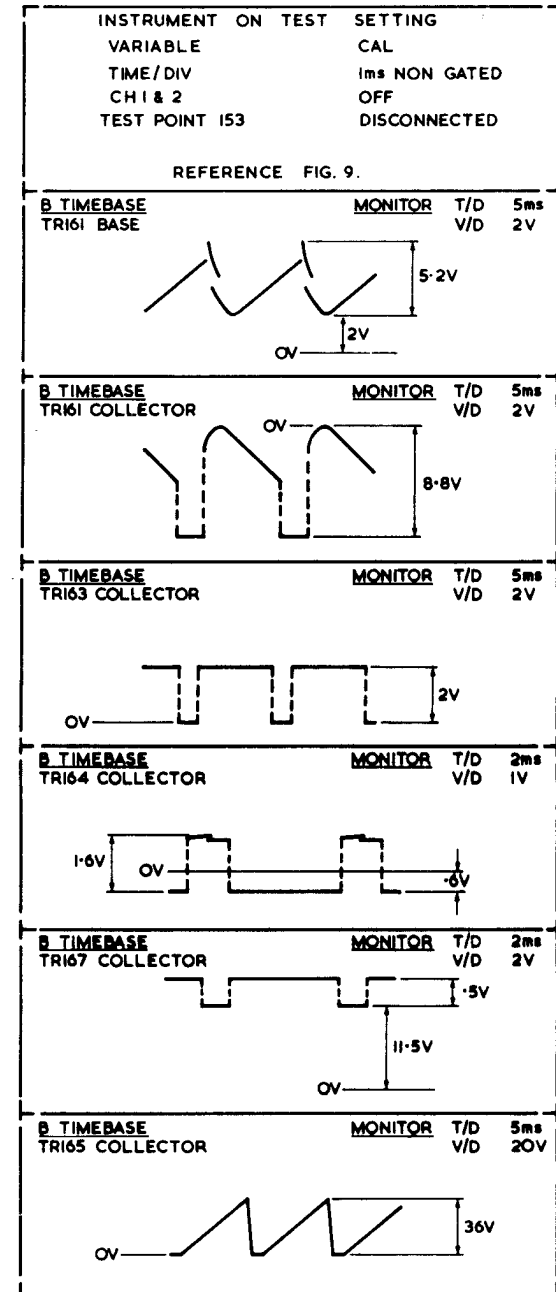 INSTRUMENT ON TEST SETTING
VARIABLE CAL
TIME/DIV 1ms NON GATED
CH 1 & 2 OFF
TEST POINT 153 DISCONNECTED
REFERENCE FIG. 9.
B TIMEBASE MONITOR T/D 5ms
TR161 BASE V/D 2V
5·2V
2V
OV
B TIMEBASE MONITOR T/D 5ms
TR161 COLLECTOR V/D 2V
OV
8·8V
B TIMEBASE MONITOR T/D 5ms
TR163 COLLECTOR V/D 2V
2V
OV
B TIMEBASE MONITOR T/D 2ms
TR164 COLLECTOR V/D 1V
1·6V
OV
·6V
B TIMEBASE MONITOR T/D 2ms
TR167 COLLECTOR V/D 2V
·5V
11·5V
OV
B TIMEBASE MONITOR T/D 5ms
TR165 COLLECTOR V/D 20V
36V
OV